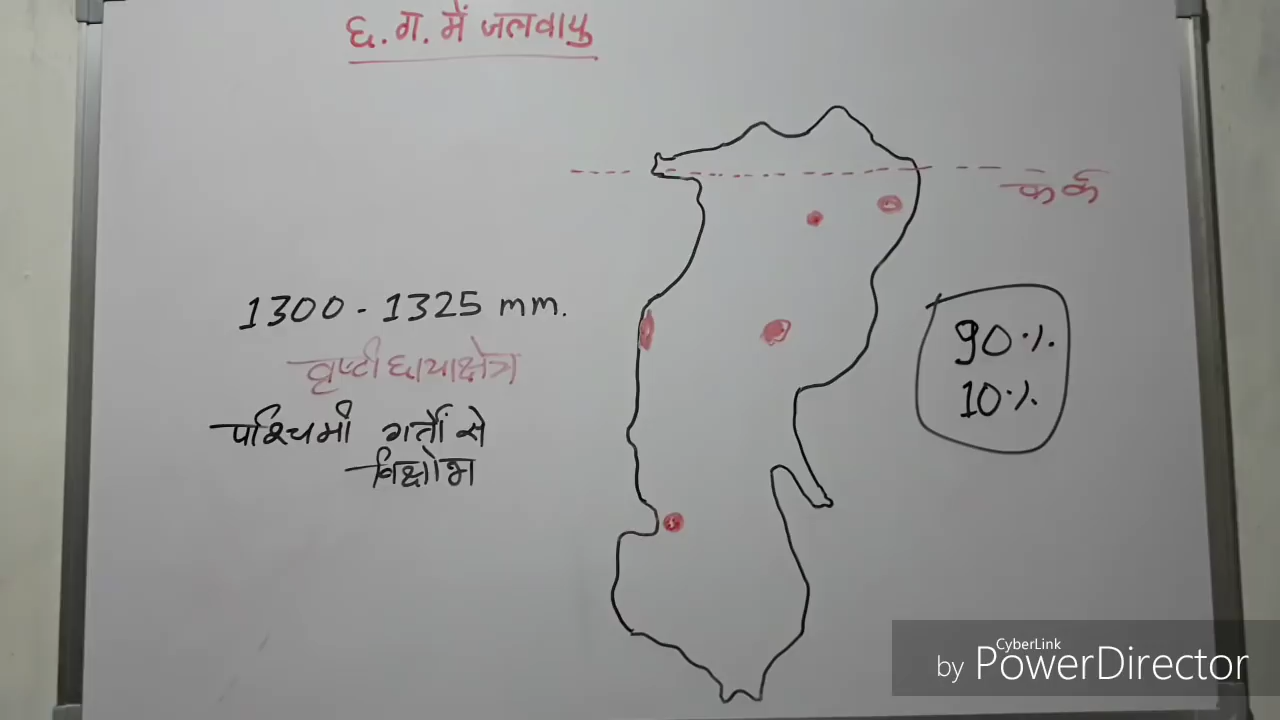 छ. ग. में जलवायु
कर्क
1300 - 1325 mm.
वृष्टी छायाक्षेत्र
पश्चिमी गर्तों से
विक्षोभ
90%
10%
CyberLink
by PowerDirector